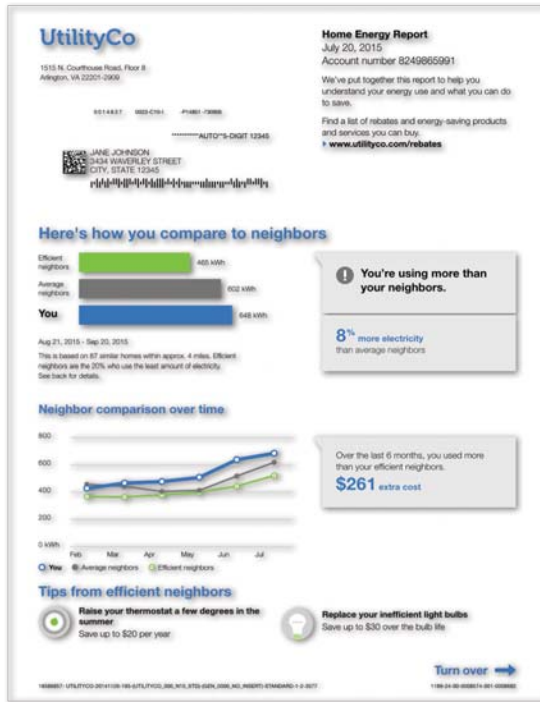 UtilityCo
1515 N. Courthouse Road, Floor 8
Arlington, VA 22201-2909
Home Energy Report
July 20, 2015
Account number 8249865991
We've put together this report to help you
understand your energy use and what you can do
to save.
Find a list of rebates and energy-saving products
and services you can buy.
www.utilityco.com/rebates
AUTO**5-DIGIT 12345
JANE JOHNSON
3434 WAVERLEY STREET
CITY, STATE 12345
Here's how you compare to neighbors
Efficient
neighbors
465 kWh
Average
neighbors
602 kWh
You
648 kWh
Aug 21, 2015 - Sep 20, 2015
This is based on 87 similar homes within approx. 4 miles. Efficient
neighbors are the 20% who use the least amount of electricity.
See back for details.
You're using more than
your neighbors.
8% more electricity
than average neighbors
Neighbor comparison over time
800
600
400
200
0 kWh
Feb Mar Apr May Jun Jul
You Average neighbors Efficient neighbors
Over the last 6 months, you used more
than your efficient neighbors.
$261 extra cost
Tips from efficient neighbors
Raise your thermostat a few degrees in the
summer
Save up to $20 per year
Replace your inefficient light bulbs
Save up to $30 over the bulb life
Turn over